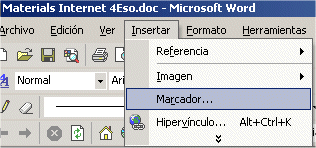 Materials Internet 4Eso.doc - Microsoft Word
Archivo Edición Ver Insertar Formato Herramientas
Referencia
Normal A
Imagen
Marcador...
Hipervínculo... Alt+Ctrl+K